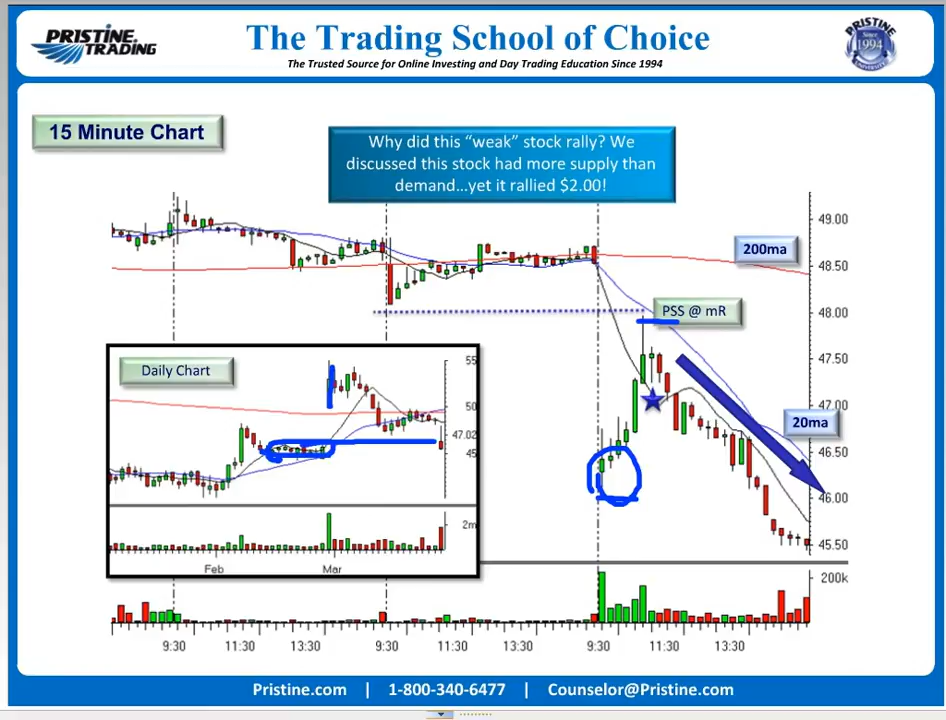 PRISTINE
TRADING
The Trading School of Choice
The Trusted Source for Online Investing and Day Trading Education Since 1994
PRISTINE
Since
1994
15 Minute Chart
Why did this “weak” stock rally? We
discussed this stock had more supply than
demand...yet it rallied $2.00!
49.00
200ma
48.50
PSS @ mR
48.00
47.50
47.00
20ma
46.50
46.00
45.50
Daily Chart
55
50
47.02
45
2m
Feb Mar
200k
9:30 11:30 13:30 9:30 11:30 13:30 9:30 11:30 13:30
Pristine.com | 1-800-340-6477 | Counselor@Pristine.com